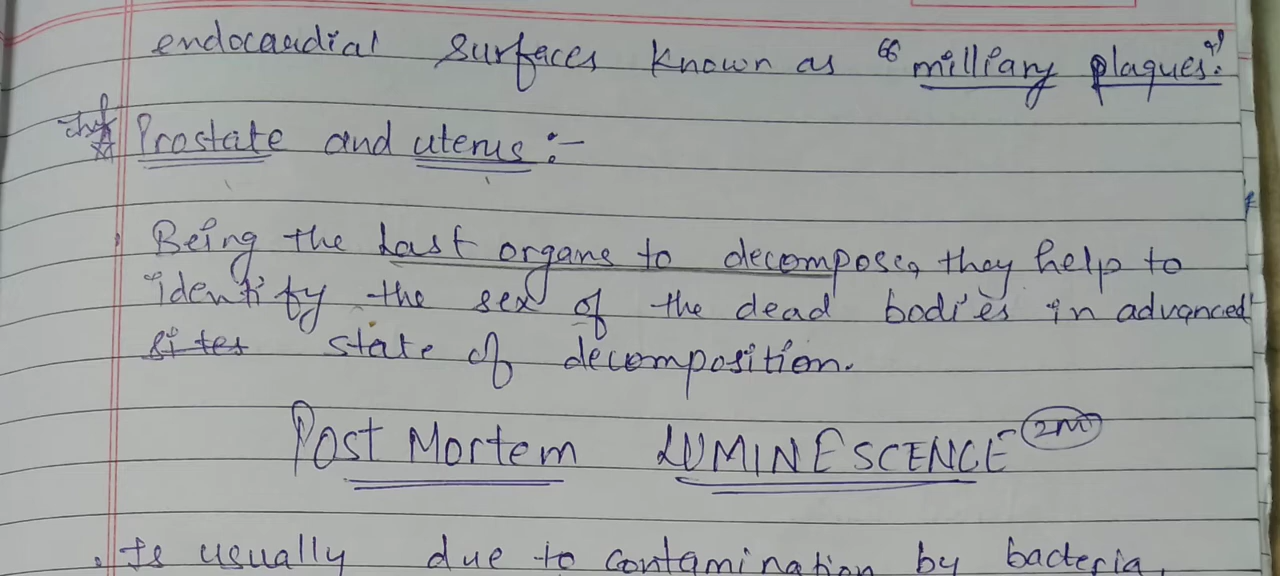 endocardial surfaces known as "milliary plaques."
Prostate and uterus :-
Being the last organs to decompose, they help to
identify the sex of the dead bodies in advanced
sites state of decomposition.
POST MORTEM LUMINESCENCE 2M
. Is usually due to contamination by bacteria,